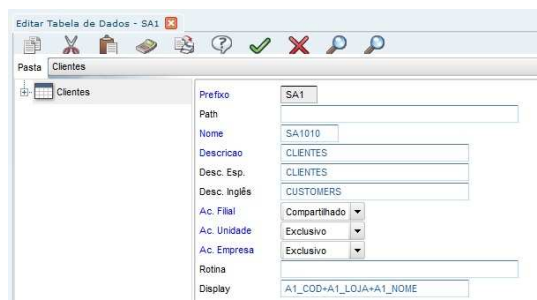 Editar Tabela de Dados - SA1
Pasta Clientes
Clientes
Prefixo SA1
Path
Nome SA1010
Descricao CLIENTES
Desc. Esp. CLIENTES
Desc. Inglês CUSTOMERS
Ac. Filial Compartilhado
Ac. Unidade Exclusivo
Ac. Empresa Exclusivo
Rotina
Display A1_COD+A1_LOJA+A1_NOME